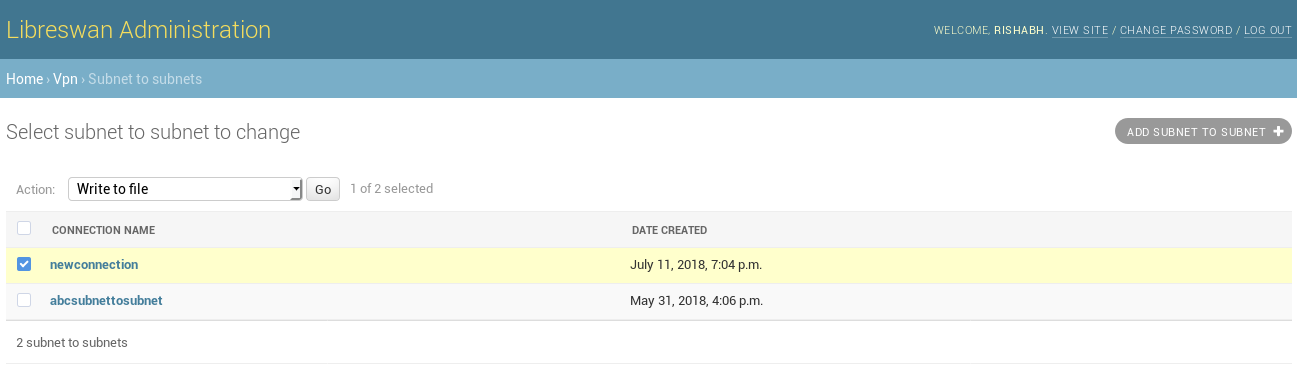 Libreswan Administration
WELCOME, RISHABH. VIEW SITE / CHANGE PASSWORD / LOG OUT
Home › Vpn › Subnet to subnets
Select subnet to subnet to change
ADD SUBNET TO SUBNET +
Action: Write to file Go 1 of 2 selected
CONNECTION NAME DATE CREATED
newconnection July 11, 2018, 7:04 p.m.
abcsubnettosubnet May 31, 2018, 4:06 p.m.
2 subnet to subnets